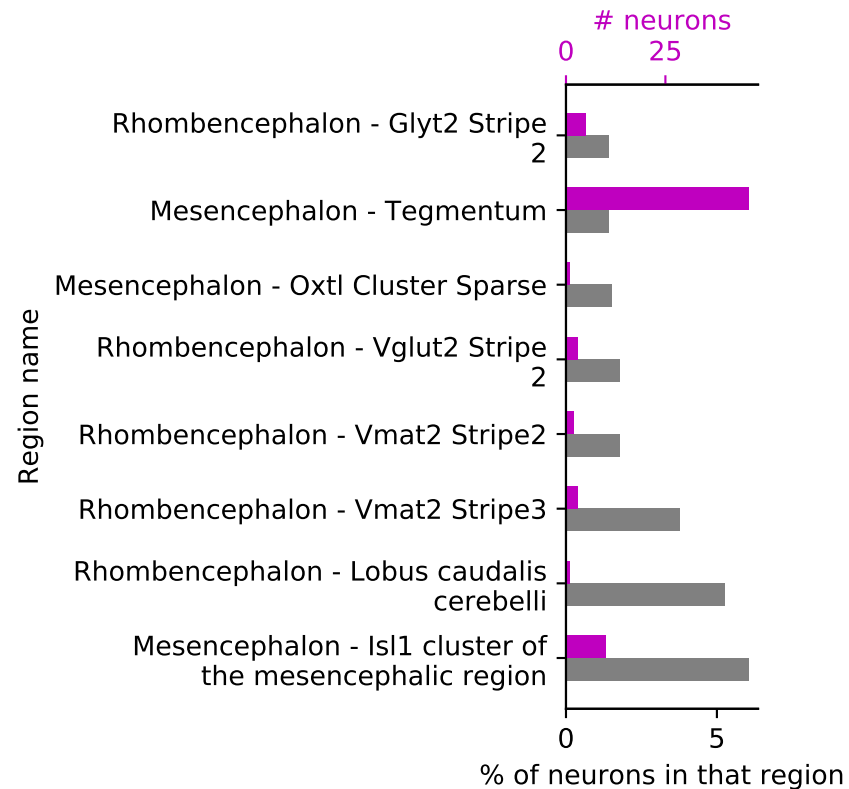 # neurons
0 25
Rhombencephalon - Glyt2 Stripe
2
Mesencephalon - Tegmentum
Mesencephalon - Oxtl Cluster Sparse
Rhombencephalon - Vglut2 Stripe
2
Rhombencephalon - Vmat2 Stripe2
Rhombencephalon - Vmat2 Stripe3
Rhombencephalon - Lobus caudalis
cerebelli
Mesencephalon - Isl1 cluster of
the mesencephalic region
Region name
0 5
% of neurons in that region